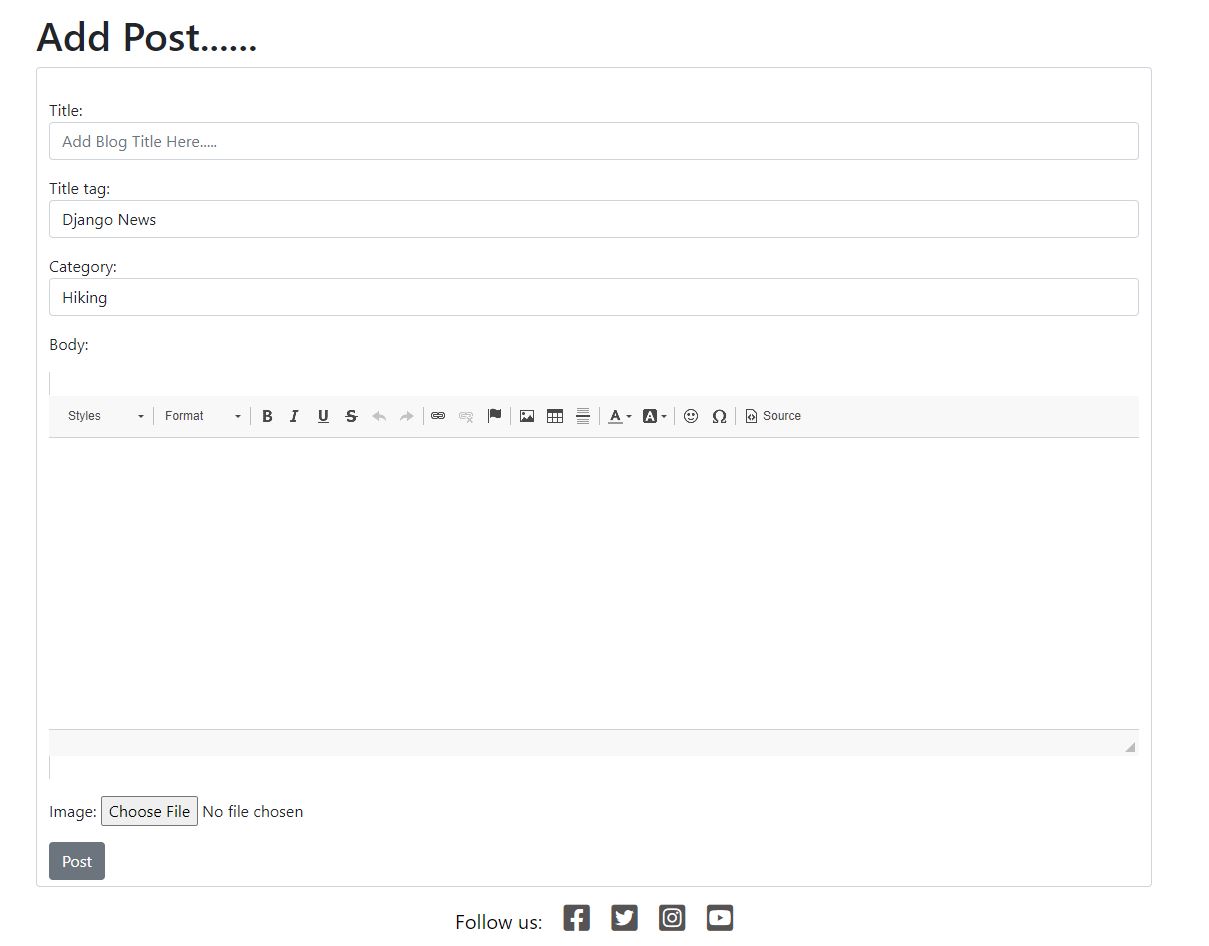 Add Post......
Title:
Add Blog Title Here.....
Title tag:
Django News
Category:
Hiking
Body:
Styles Format B I U S A A Ω Source
Image: Choose File No file chosen
Post
Follow us: